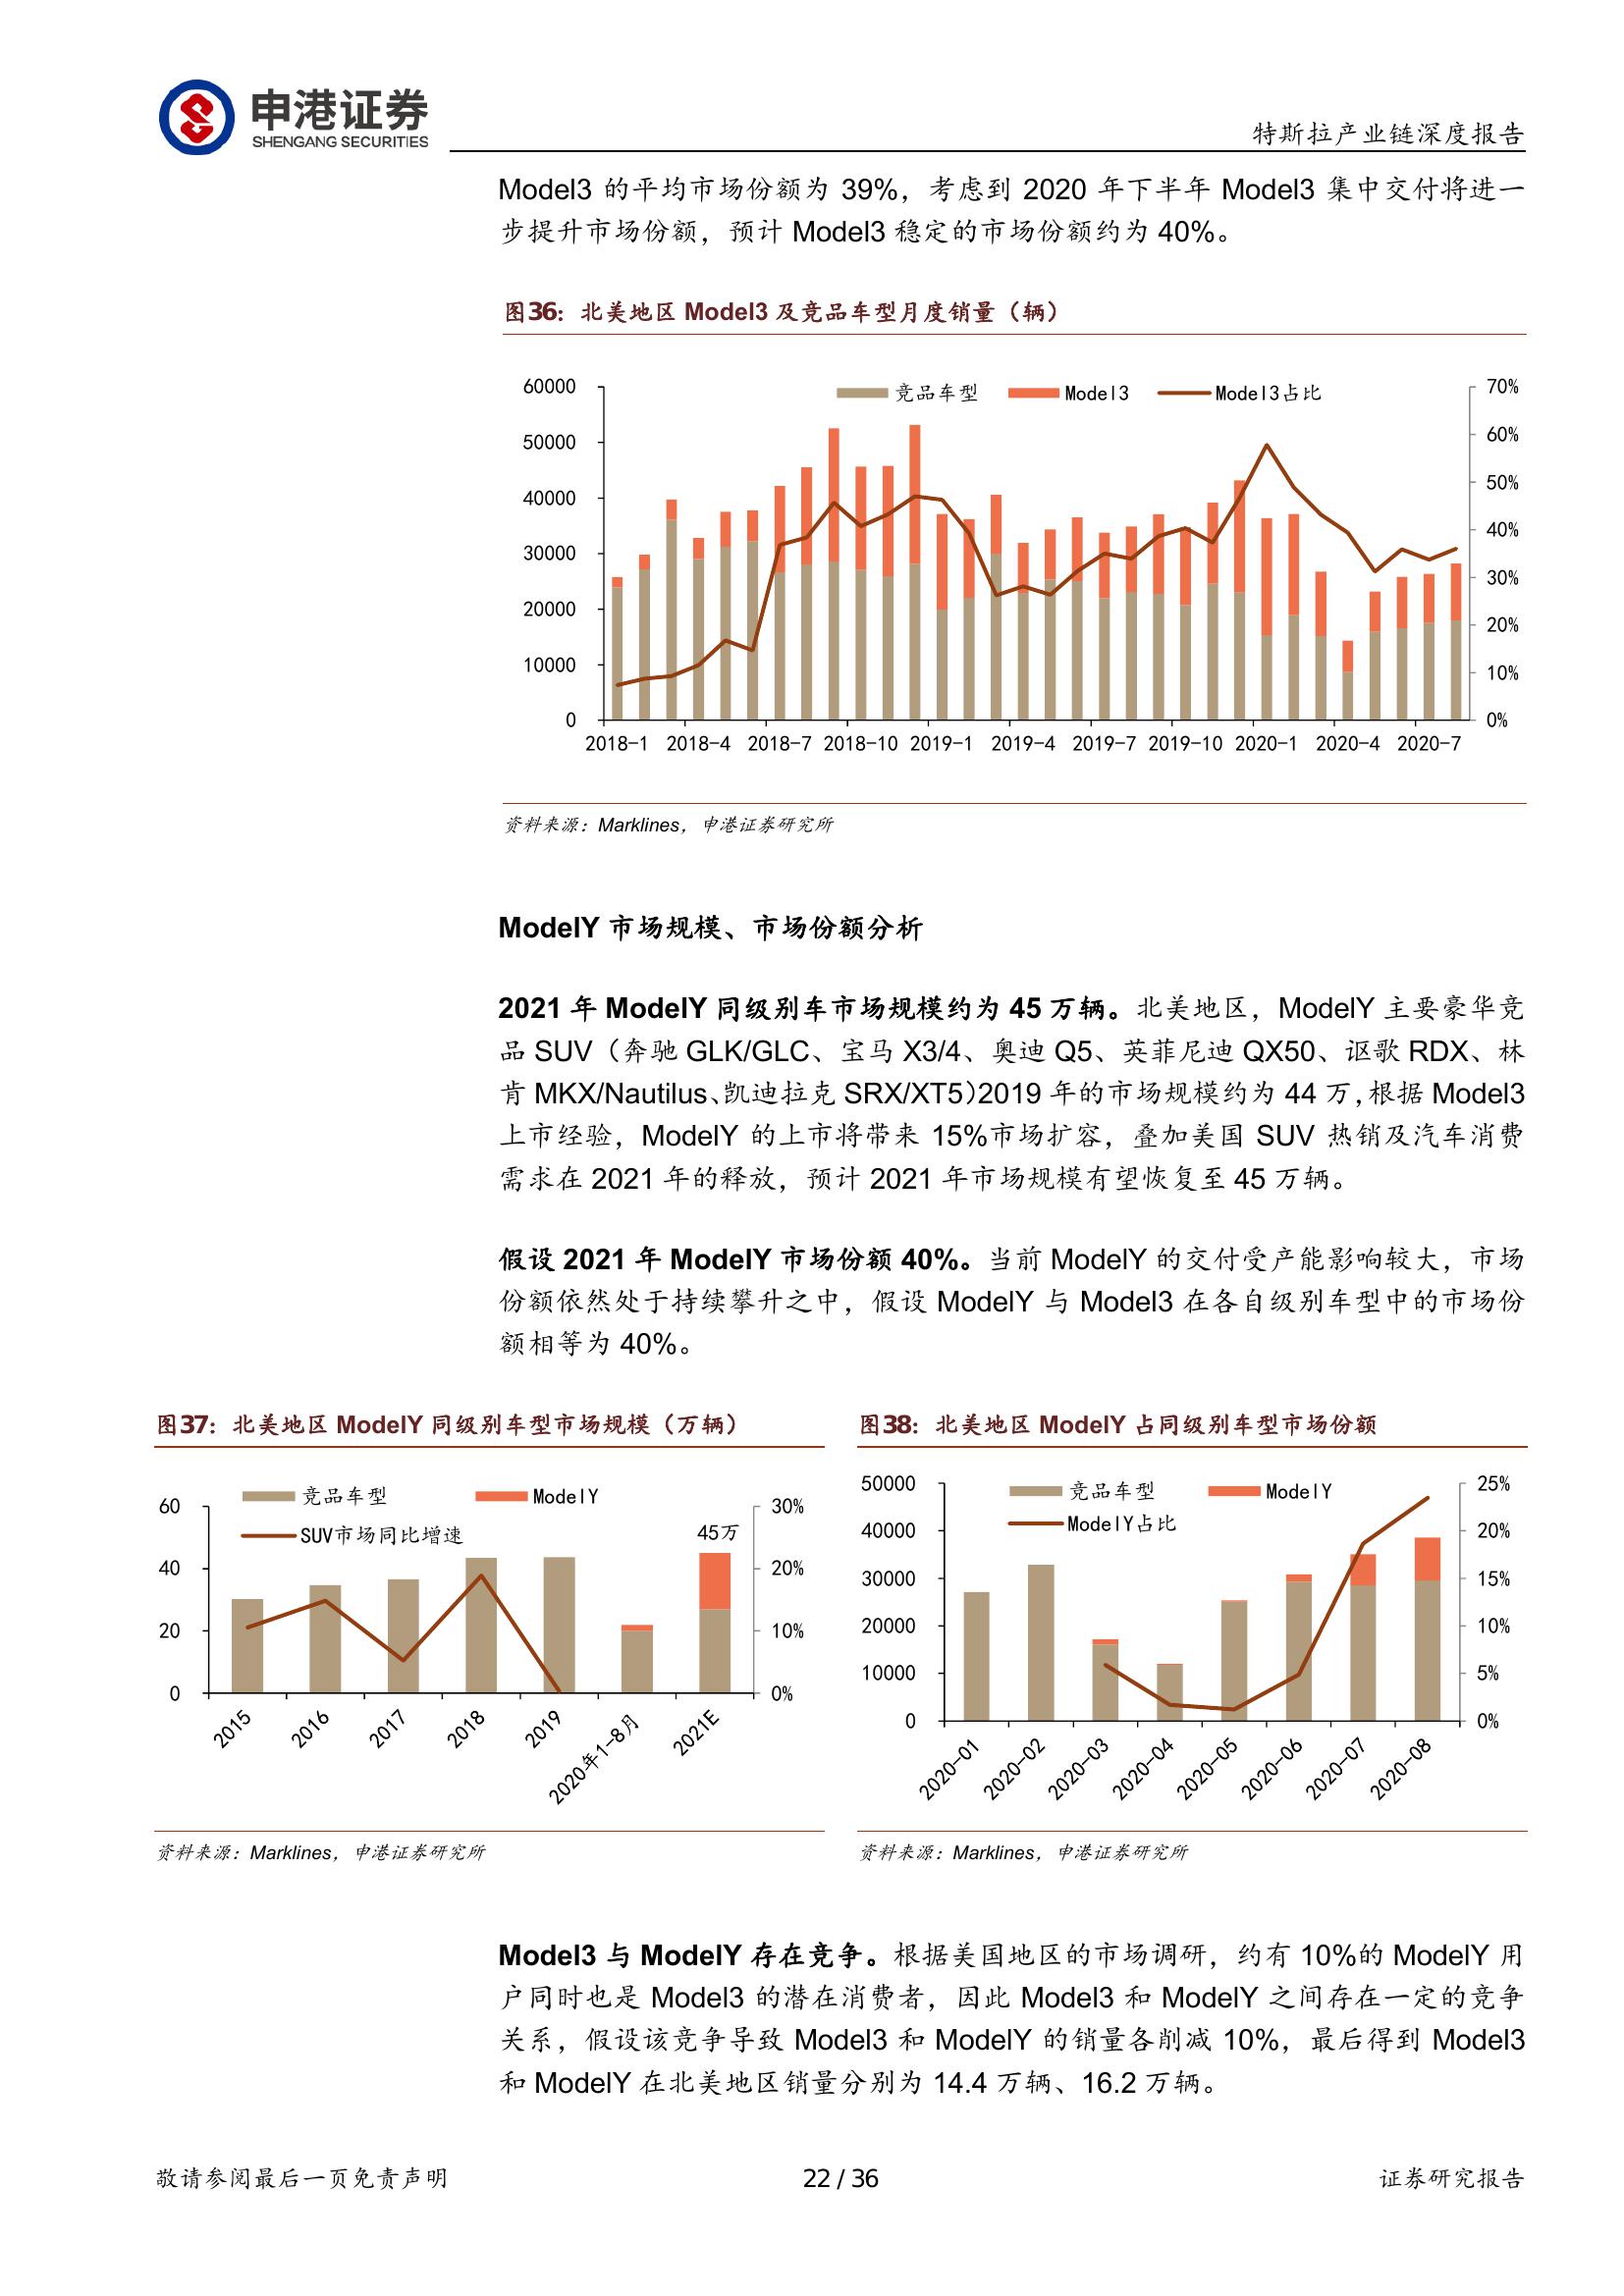 申港证券
SHENGANG SECURITIES
特斯拉产业链深度报告
Model3 的平均市场份额为 39%，考虑到 2020 年下半年 Model3 集中交付将进一
步提升市场份额，预计 Model3 稳定的市场份额约为 40%。
图36：北美地区 Model3 及竞品车型月度销量（辆）
竞品车型 Model3 Model3占比
60000 70%
50000 60%
40000 50%
30000 40%
20000 30%
10000 20%
0 10%
0%
2018-1 2018-4 2018-7 2018-10 2019-1 2019-4 2019-7 2019-10 2020-1 2020-4 2020-7
资料来源：Marklines，申港证券研究所
ModelY 市场规模、市场份额分析
2021 年 ModelY 同级别车市场规模约为 45 万辆。北美地区，ModelY 主要豪华竞
品 SUV（奔驰 GLK/GLC、宝马 X3/4、奥迪 Q5、英菲尼迪 QX50、讴歌 RDX、林
肯 MKX/Nautilus、凯迪拉克 SRX/XT5）2019 年的市场规模约为 44 万，根据 Model3
上市经验，ModelY 的上市将带来 15%市场扩容，叠加美国 SUV 热销及汽车消费
需求在 2021 年的释放，预计 2021 年市场规模有望恢复至 45 万辆。
假设 2021 年 ModelY 市场份额 40%。当前 ModelY 的交付受产能影响较大，市场
份额依然处于持续攀升之中，假设 ModelY 与 Model3 在各自级别车型中的市场份
额相等为 40%。
图37：北美地区 ModelY 同级别车型市场规模（万辆）
竞品车型 ModelY
SUV市场同比增速
45万
60 30%
40 20%
20 10%
0 0%
2015 2016 2017 2018 2019 2020年1-8月 2021E
资料来源：Marklines，申港证券研究所
图38：北美地区 ModelY 占同级别车型市场份额
竞品车型 ModelY
ModelY占比
50000 25%
40000 20%
30000 15%
20000 10%
10000 5%
0 0%
2020-01 2020-02 2020-03 2020-04 2020-05 2020-06 2020-07 2020-08
资料来源：Marklines，申港证券研究所
Model3 与 ModelY 存在竞争。根据美国地区的市场调研，约有 10%的 ModelY 用
户同时也是 Model3 的潜在消费者，因此 Model3 和 ModelY 之间存在一定的竞争
关系，假设该竞争导致 Model3 和 ModelY 的销量各削减 10%，最后得到 Model3
和 ModelY 在北美地区销量分别为 14.4 万辆、16.2 万辆。
敬请参阅最后一页免责声明
22 / 36
证券研究报告